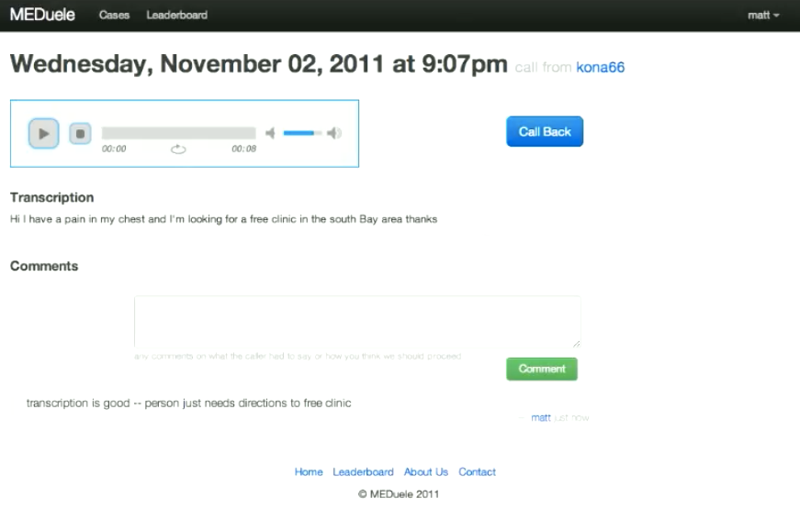 MEDuele Cases Leaderboard matt
Wednesday, November 02, 2011 at 9:07pm call from kona66
00:00 00:08
Call Back
Transcription
Hi I have a pain in my chest and I'm looking for a free clinic in the south Bay area thanks
Comments
any comments on what the caller had to say or how you think we should proceed
Comment
transcription is good -- person just needs directions to free clinic
-- matt just now
Home Leaderboard About Us Contact
© MEDuele 2011